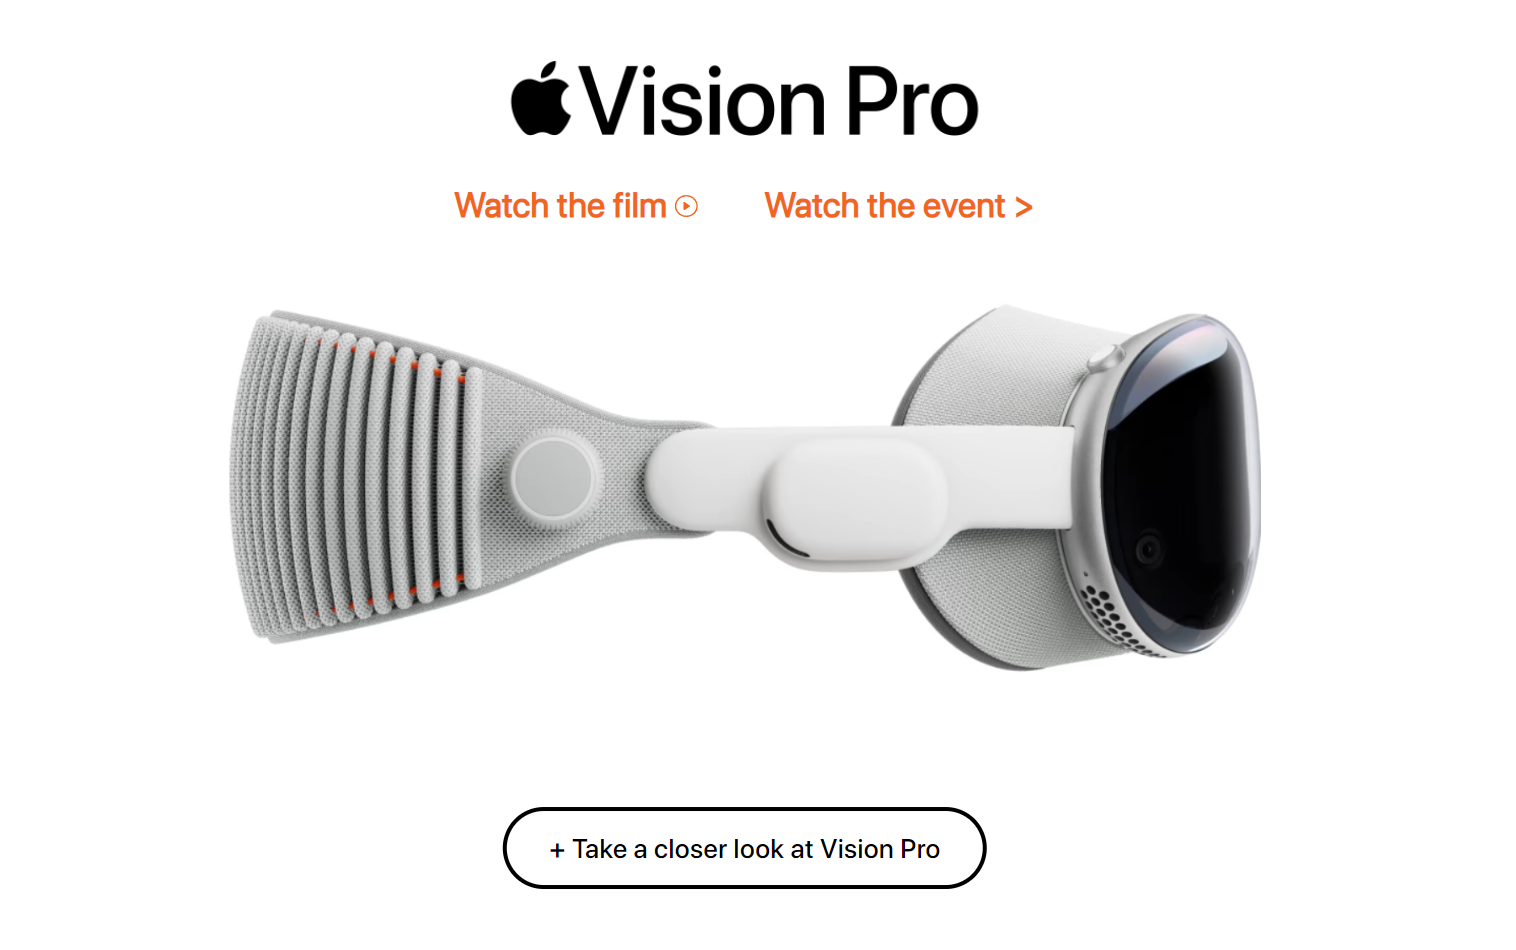 Vision Pro
Watch the film
Watch the event >
+ Take a closer look at Vision Pro